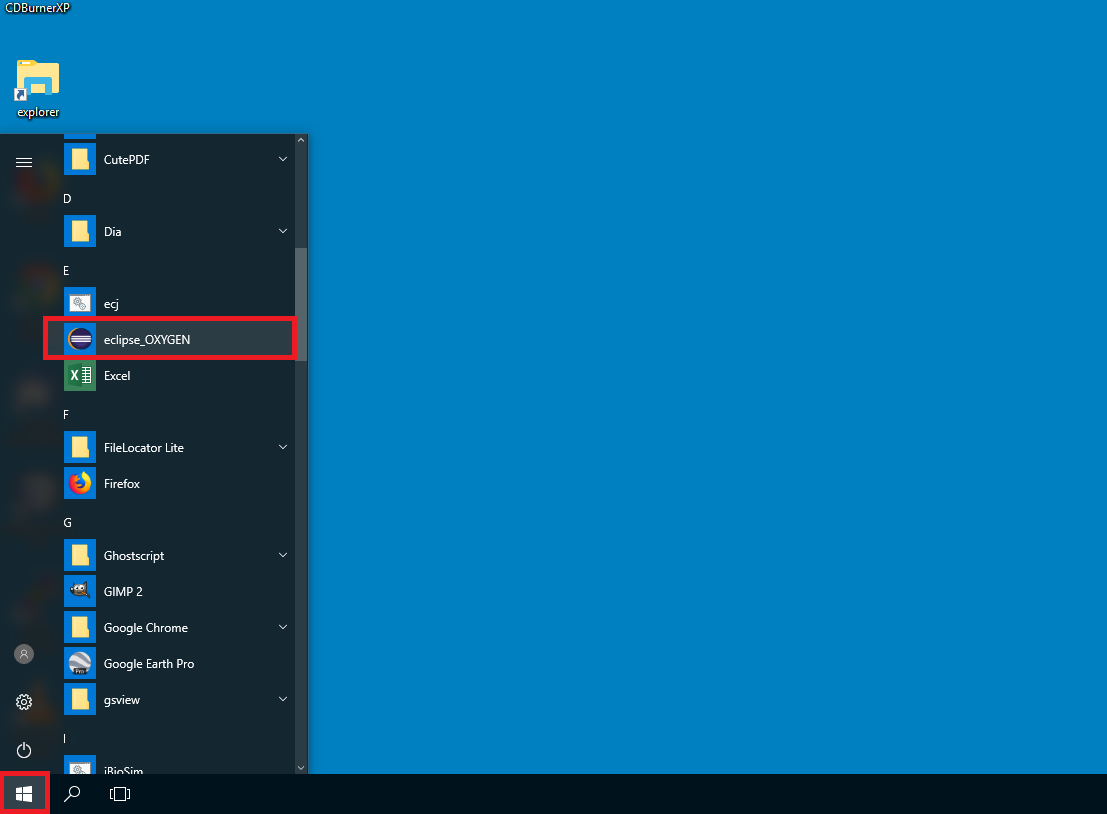 CDBurnerXP
explorer
CutePDF
D
Dia
E
ecj
eclipse_OXYGEN
Excel
F
FileLocator Lite
Firefox
G
Ghostscript
GIMP 2
Google Chrome
Google Earth Pro
gsview
I
iBioSim